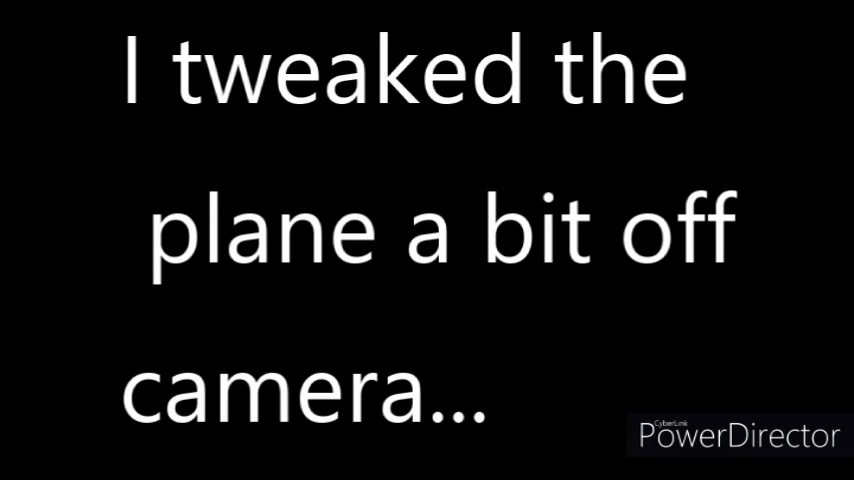 I tweaked the
plane a bit off
camera...
CyberLink
PowerDirector